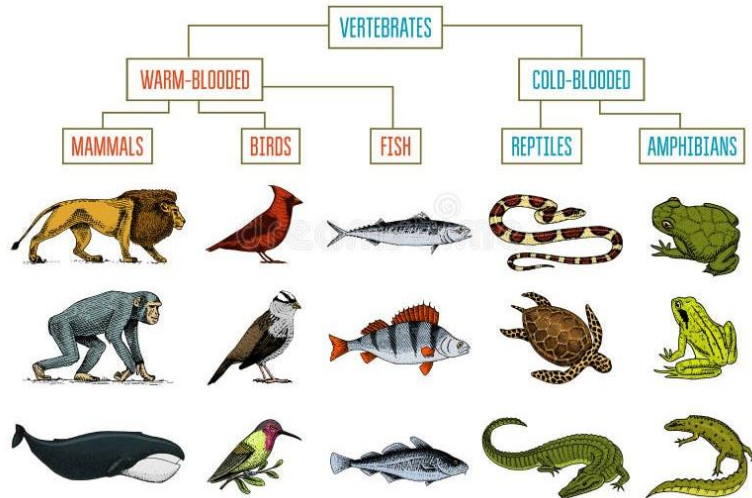 VERTEBRATES
WARM-BLOODED
COLD-BLOODED
MAMMALS
BIRDS
FISH
REPTILES
AMPHIBIANS